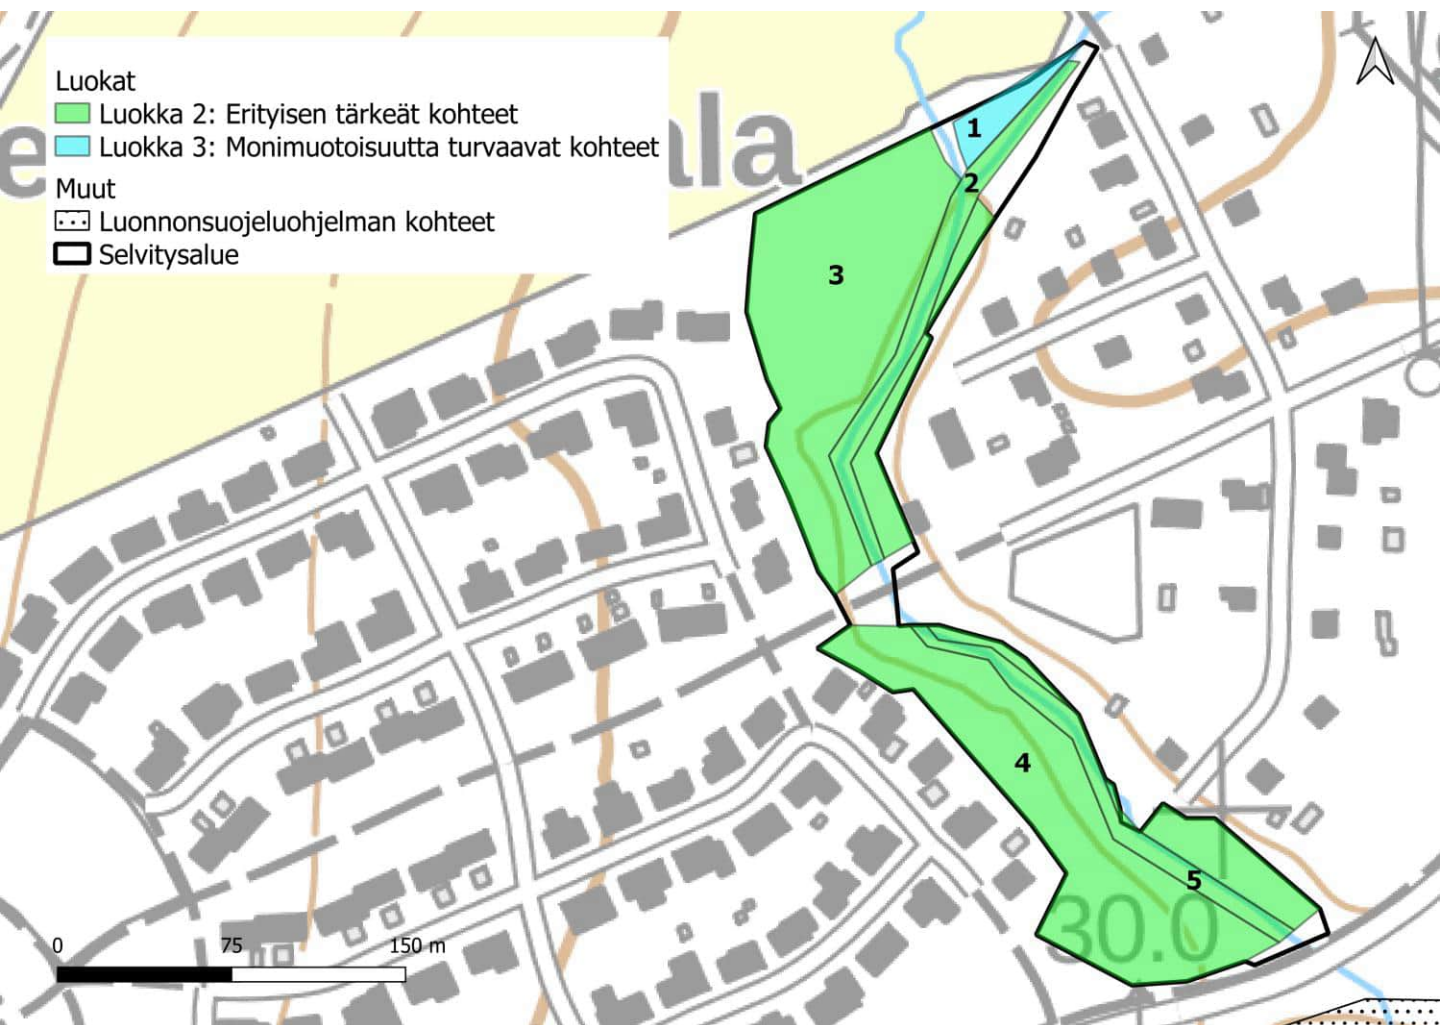 Luokat
Luokka 2: Erityisen tärkeät kohteet
Luokka 3: Monimuotoisuutta turvaavat kohteet
Muut
Luonnonsuojeluohjelman kohteet
Selvitysalue
1
2
3
4
5
30.0
0 75 150 m